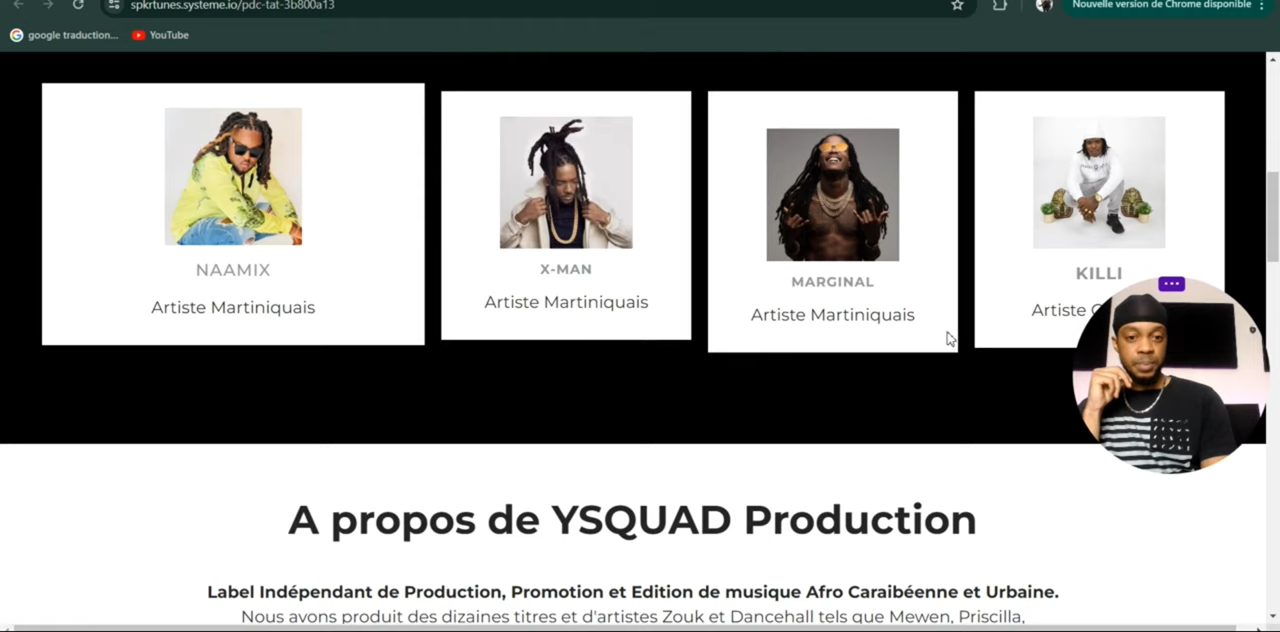 spkrtunes.systeme.io/pdc-tat-3b800a13
Nouvelle version de Chrome disponible
google traduction...
YouTube
NAAMIX
Artiste Martiniquais
X-MAN
Artiste Martiniquais
MARGINAL
Artiste Martiniquais
KILLI
Artiste
A propos de YSQUAD Production
Label Indépendant de Production, Promotion et Edition de musique Afro Caraibéenne et Urbaine.
Nous avons produit des dizaines titres et d'artistes Zouk et Dancehall tels que Mewen, Priscilla,